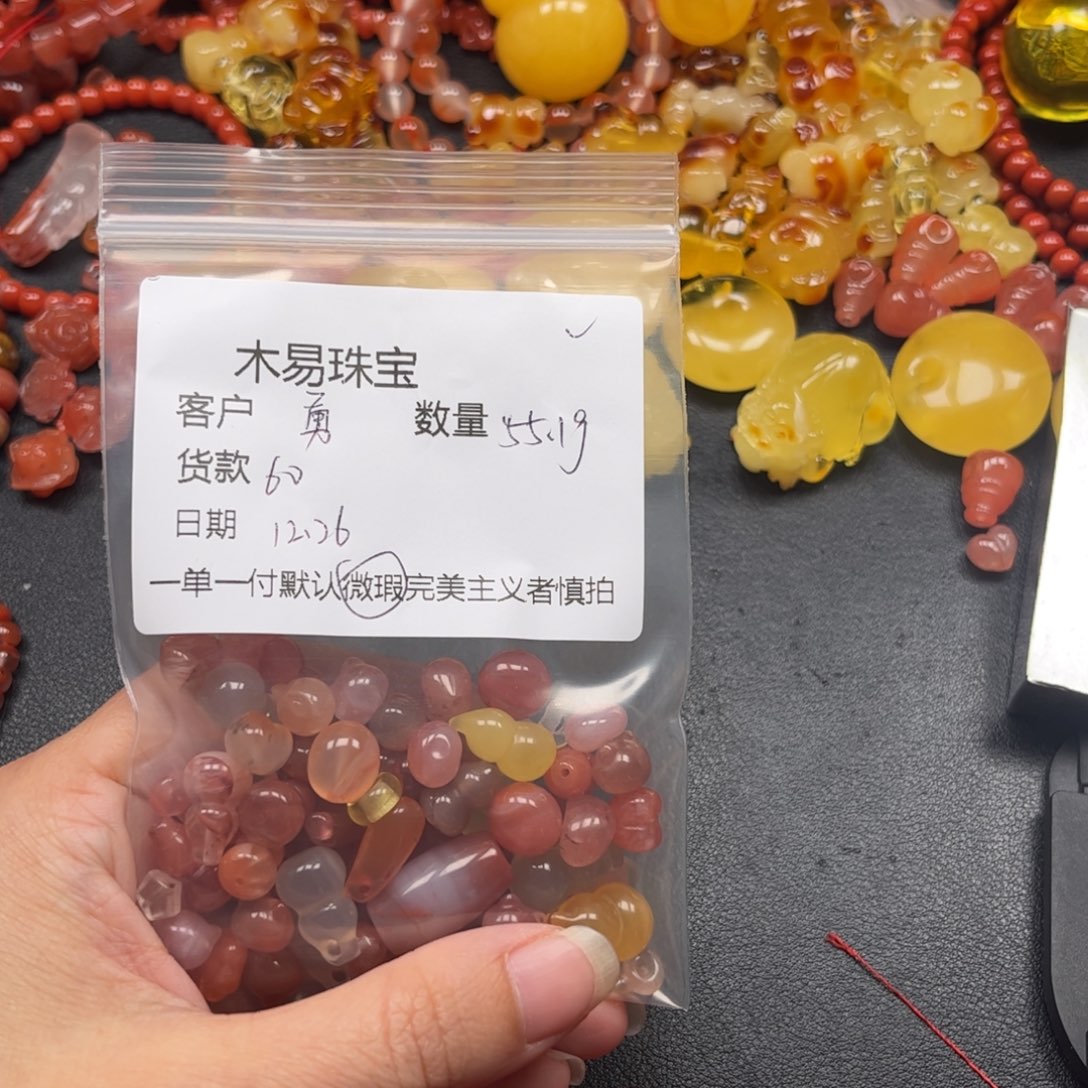 木易珠宝
客户 勇 数量 55.1g
货款 60
日期 12.26
一单一付默认微瑕完美主义者慎拍